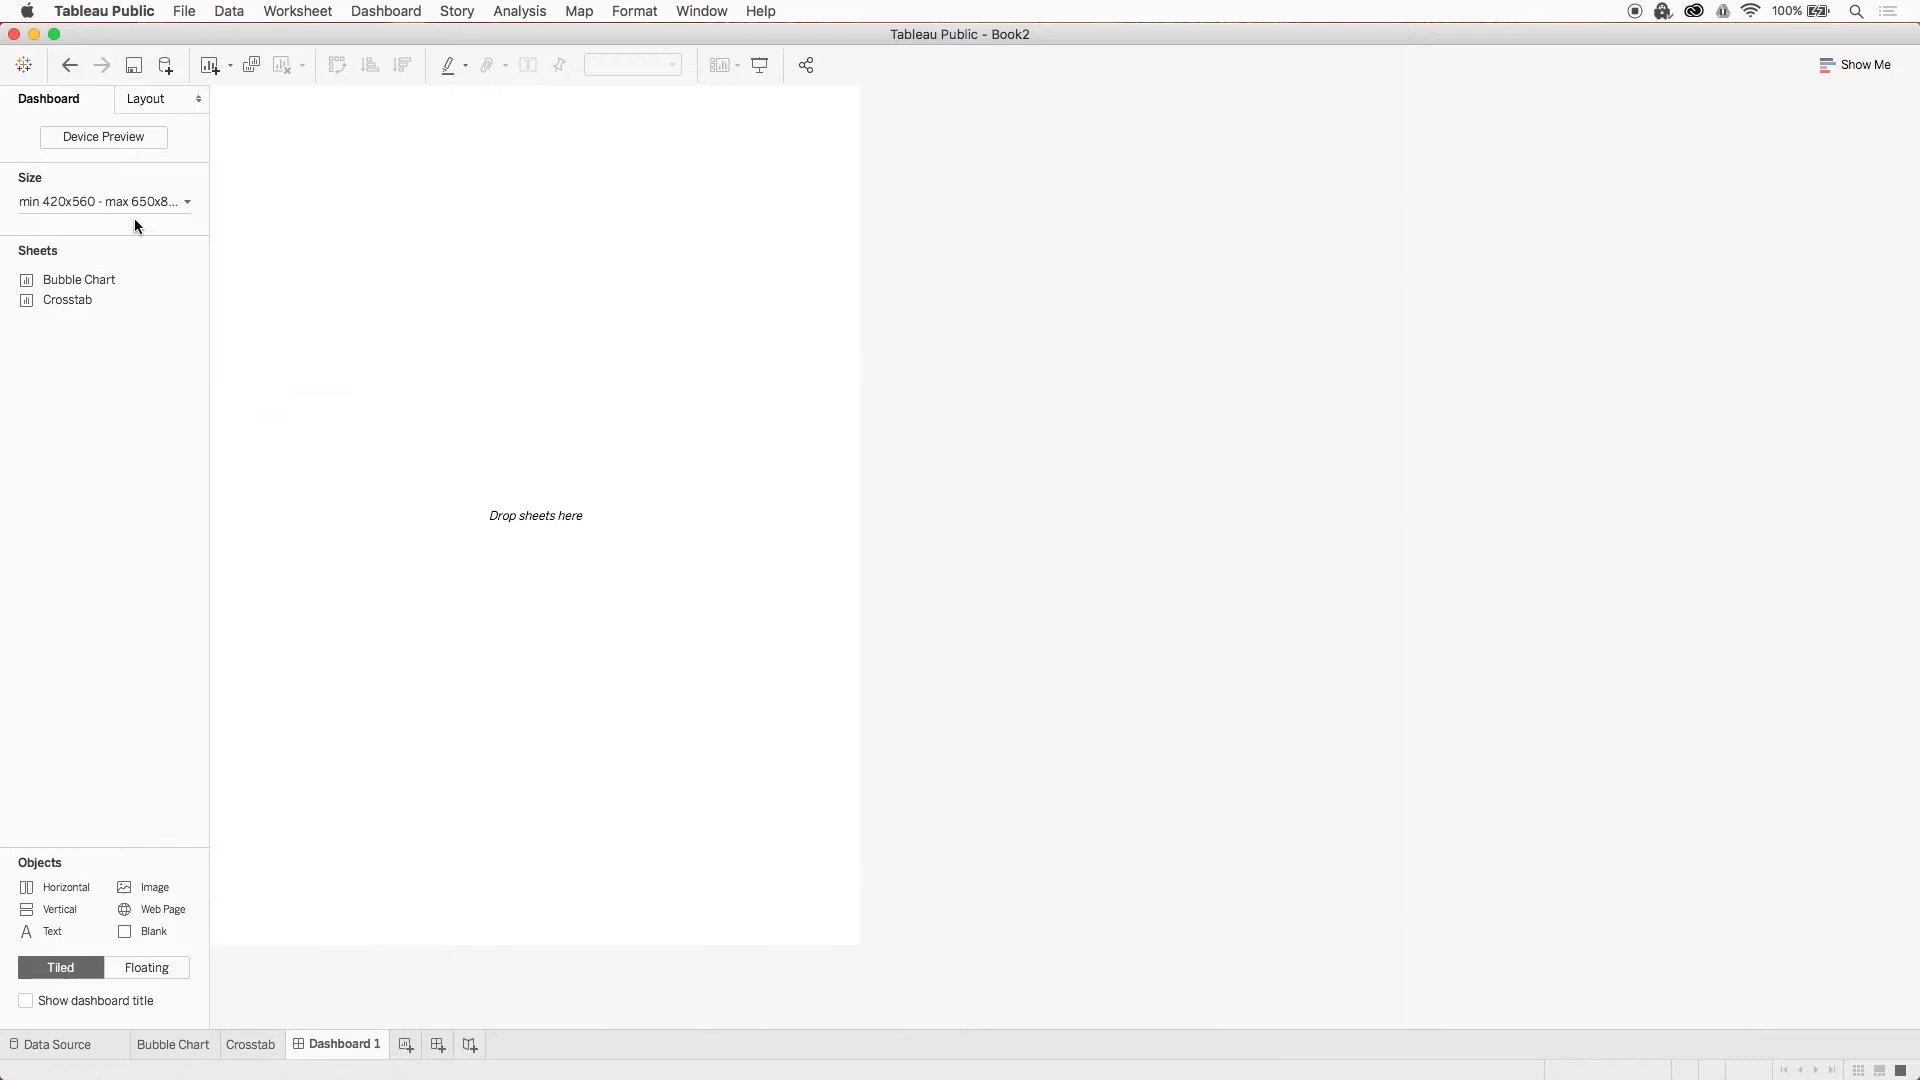 Tableau Public File Data Worksheet Dashboard Story Analysis Map Format Window Help 100%
Tableau Public - Book2
Show Me
Dashboard Layout
Device Preview
Size
min 420x560 - max 650x8...
Sheets
Bubble Chart
Crosstab
Drop sheets here
Objects
Horizontal Image
Vertical Web Page
Text Blank
Tiled Floating
Show dashboard title
Data Source Bubble Chart Crosstab Dashboard 1